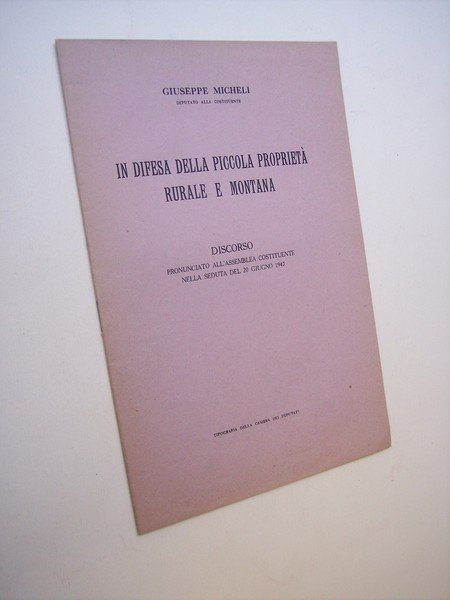 GIUSEPPE MICHELI
DEPUTATO ALLA COSTITUENTE
IN DIFESA DELLA PICCOLA PROPRIETÀ
RURALE E MONTANA
DISCORSO
PRONUNCIATO ALL'ASSEMBLEA COSTITUENTE
NELLA SEDUTA DEL 20 GIUGNO 1947
TIPOGRAFIA DELLA CAMERA DEI DEPUTATI